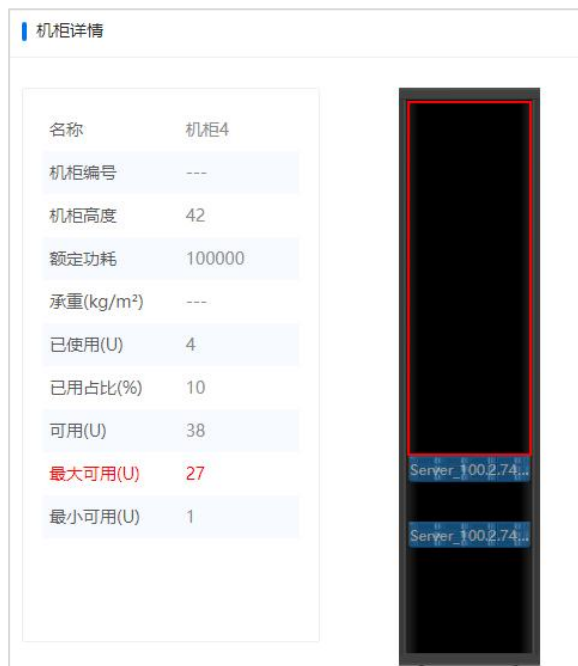 机柜详情
名称 机柜4
机柜编号 ---
机柜高度 42
额定功耗 100000
承重(kg/m²) ---
已使用(U) 4
已用占比(%) 10
可用(U) 38
最大可用(U) 27
最小可用(U) 1
Server_100.2.74...
Server_100.2.74...